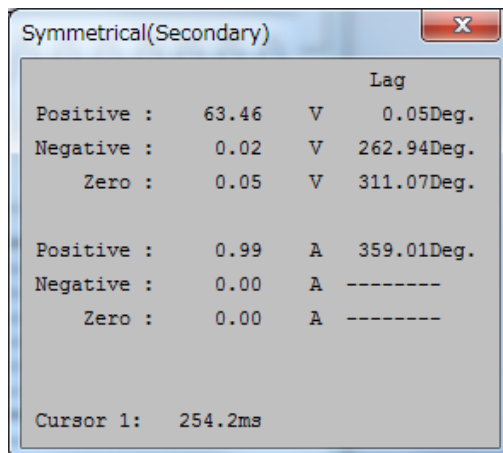 Symmetrical(Secondary)
Lag
Positive : 63.46 V 0.05Deg.
Negative : 0.02 V 262.94Deg.
Zero : 0.05 V 311.07Deg.
Positive : 0.99 A 359.01Deg.
Negative : 0.00 A --------
Zero : 0.00 A --------
Cursor 1: 254.2ms